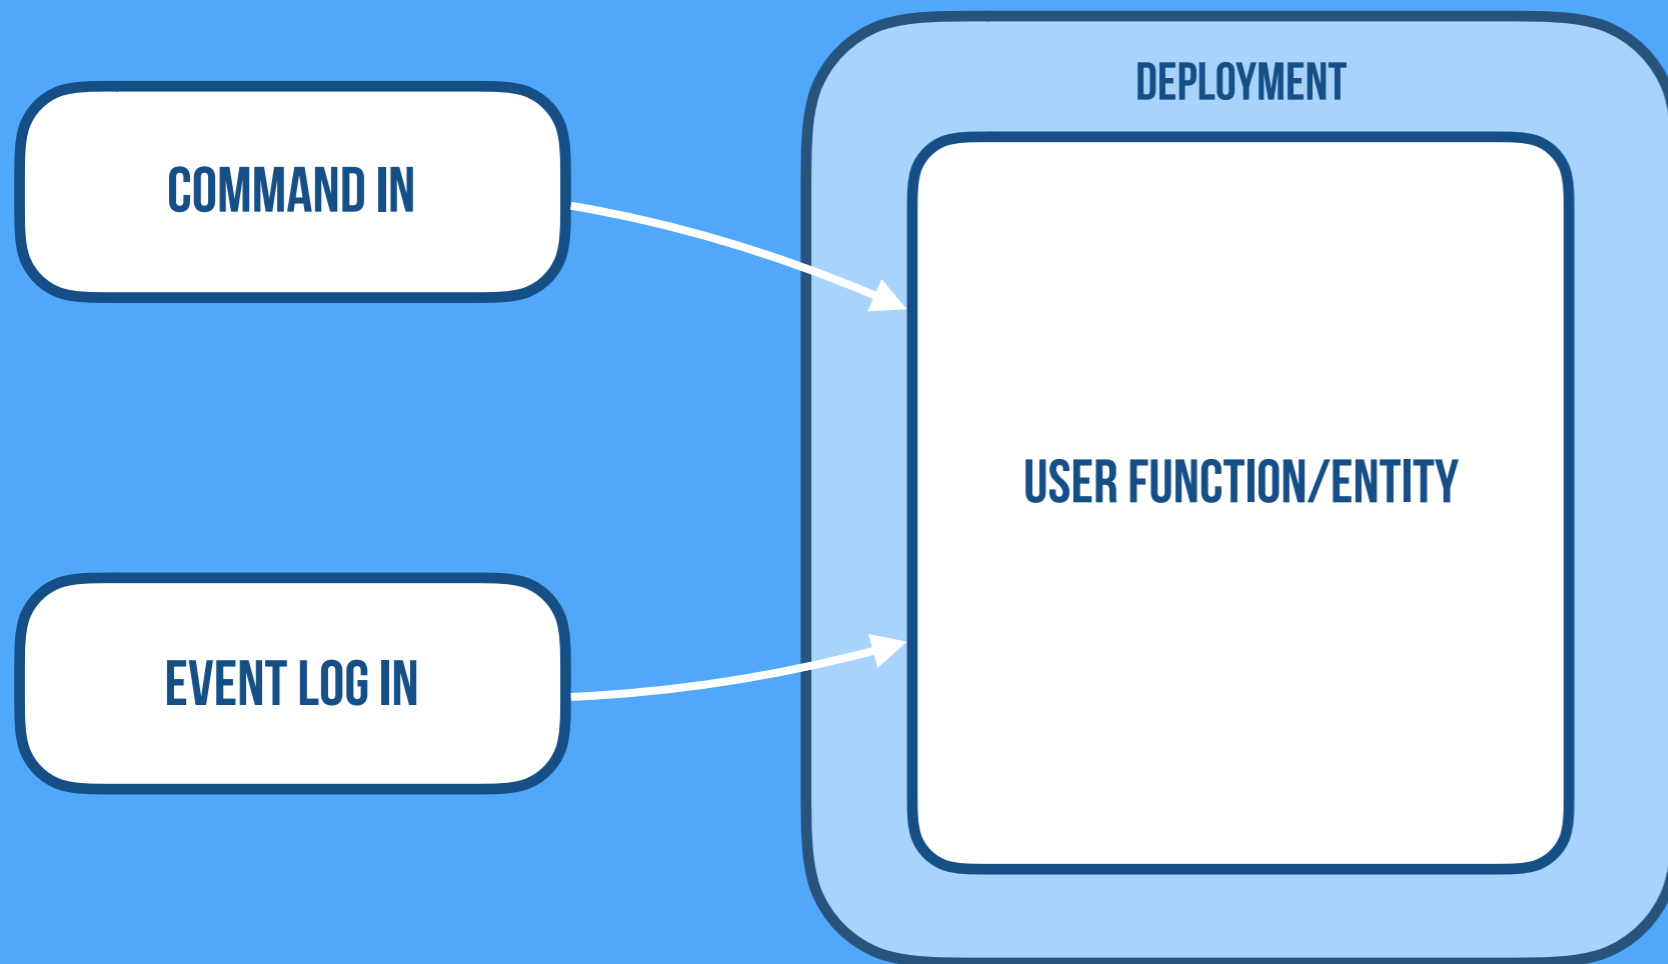 DEPLOYMENT
COMMAND IN
USER FUNCTION/ENTITY
EVENT LOG IN